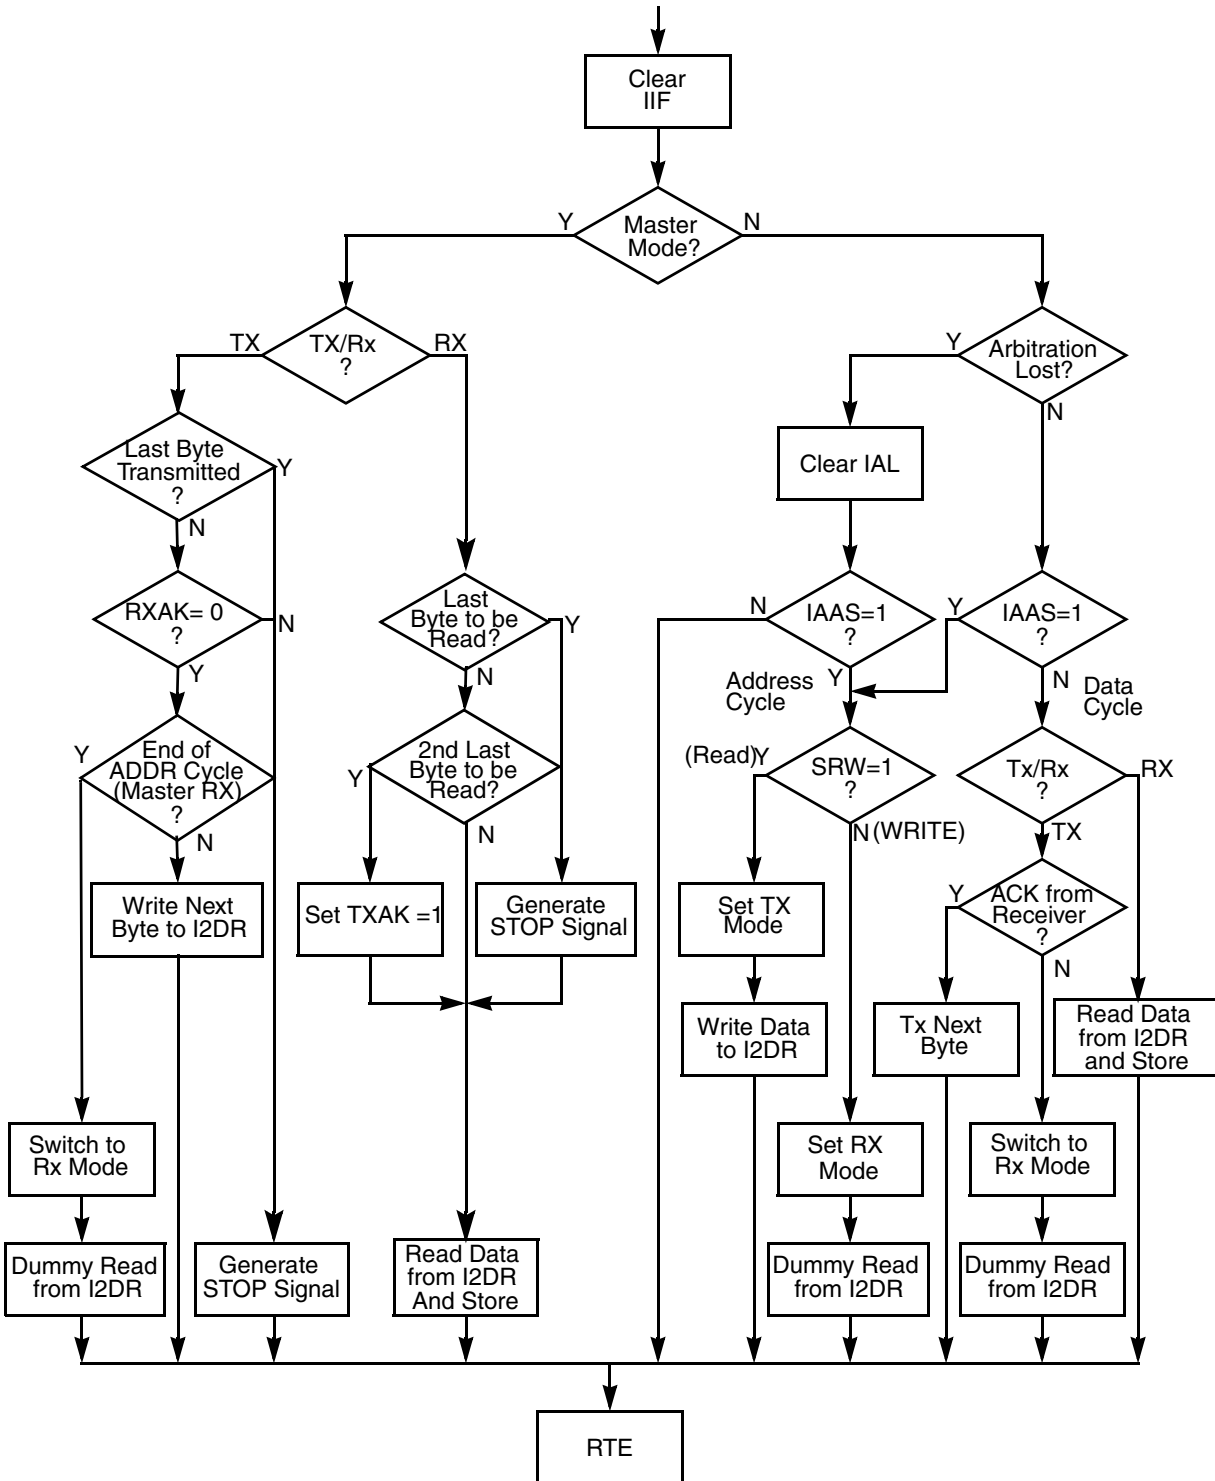 Clear
IIF
Master
Mode?
Y
N
TX/Rx
?
TX
RX
Arbitration
Lost?
Y
N
Last Byte
Transmitted
?
Y
N
Clear IAL
RXAK= 0
?
N
Y
Last
Byte to be
Read?
Y
N
IAAS=1
?
N
Y
IAAS=1
?
Y
N
Address
Cycle
Data
Cycle
End of
ADDR Cycle
(Master RX)
?
Y
N
2nd Last
Byte to be
Read?
Y
N
SRW=1
?
(Read)Y
N (WRITE)
Tx/Rx
?
RX
TX
Write Next
Byte to I2DR
Set TXAK =1
Generate
STOP Signal
Set TX
Mode
ACK from
Receiver
?
Y
N
Write Data
to I2DR
Tx Next
Byte
Read Data
from I2DR
and Store
Switch to
Rx Mode
Set RX
Mode
Switch to
Rx Mode
Dummy Read
from I2DR
Generate
STOP Signal
Read Data
from I2DR
And Store
Dummy Read
from I2DR
Dummy Read
from I2DR
RTE